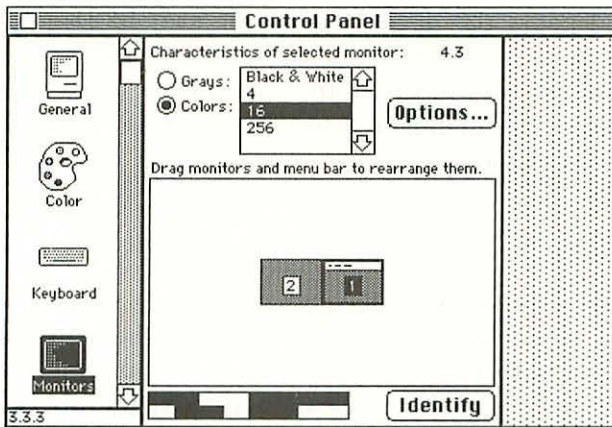 Control Panel
General
Color
Keyboard
Monitors
3.3.3
Characteristics of selected monitor: 4.3
Grays:
Colors:
Black & White
4
16
256
Options...
Drag monitors and menu bar to rearrange them.
2
1
Identify